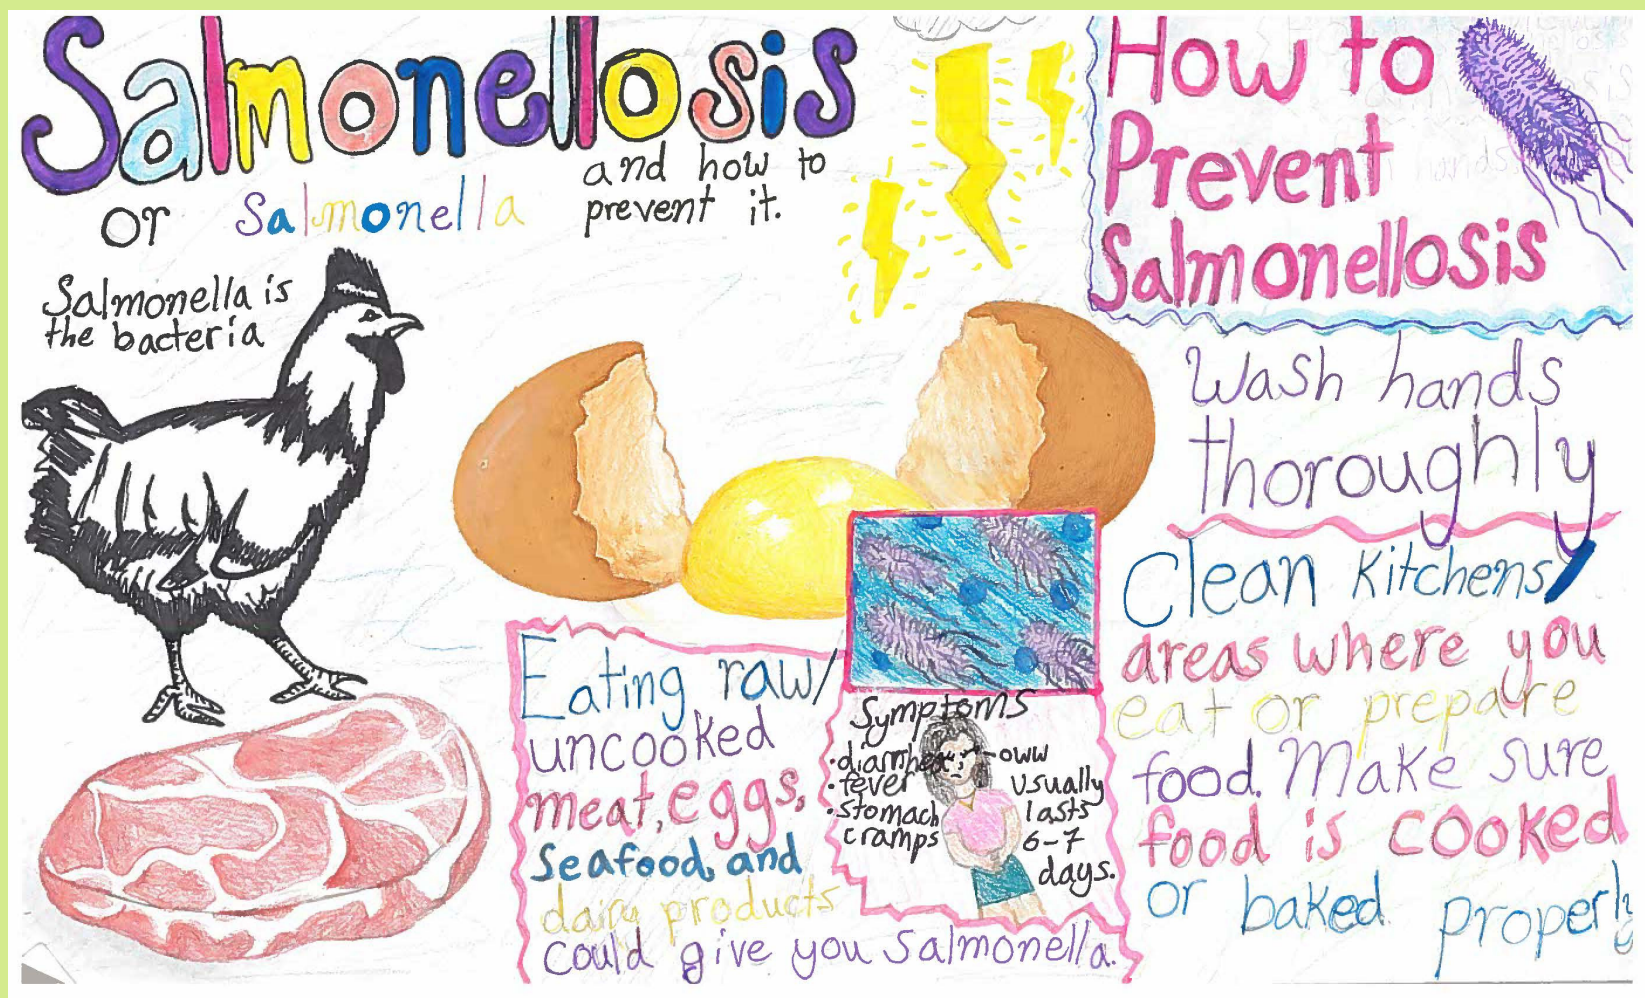 Salmonellosis
or Salmonella
and how to
prevent it.
Salmonella is
the bacteria
Eating raw/
uncooked
meat, eggs,
seafood, and
dairy products
could give you Salmonella.
Symptoms
·diarrhea
·fever
·stomach
cramps
oww
Usually
lasts
6-7
days.
How to
Prevent
Salmonellosis
Wash hands
thoroughly
Clean Kitchens/
areas where you
eat or prepare
food. Make sure
food is cooked
or baked properly